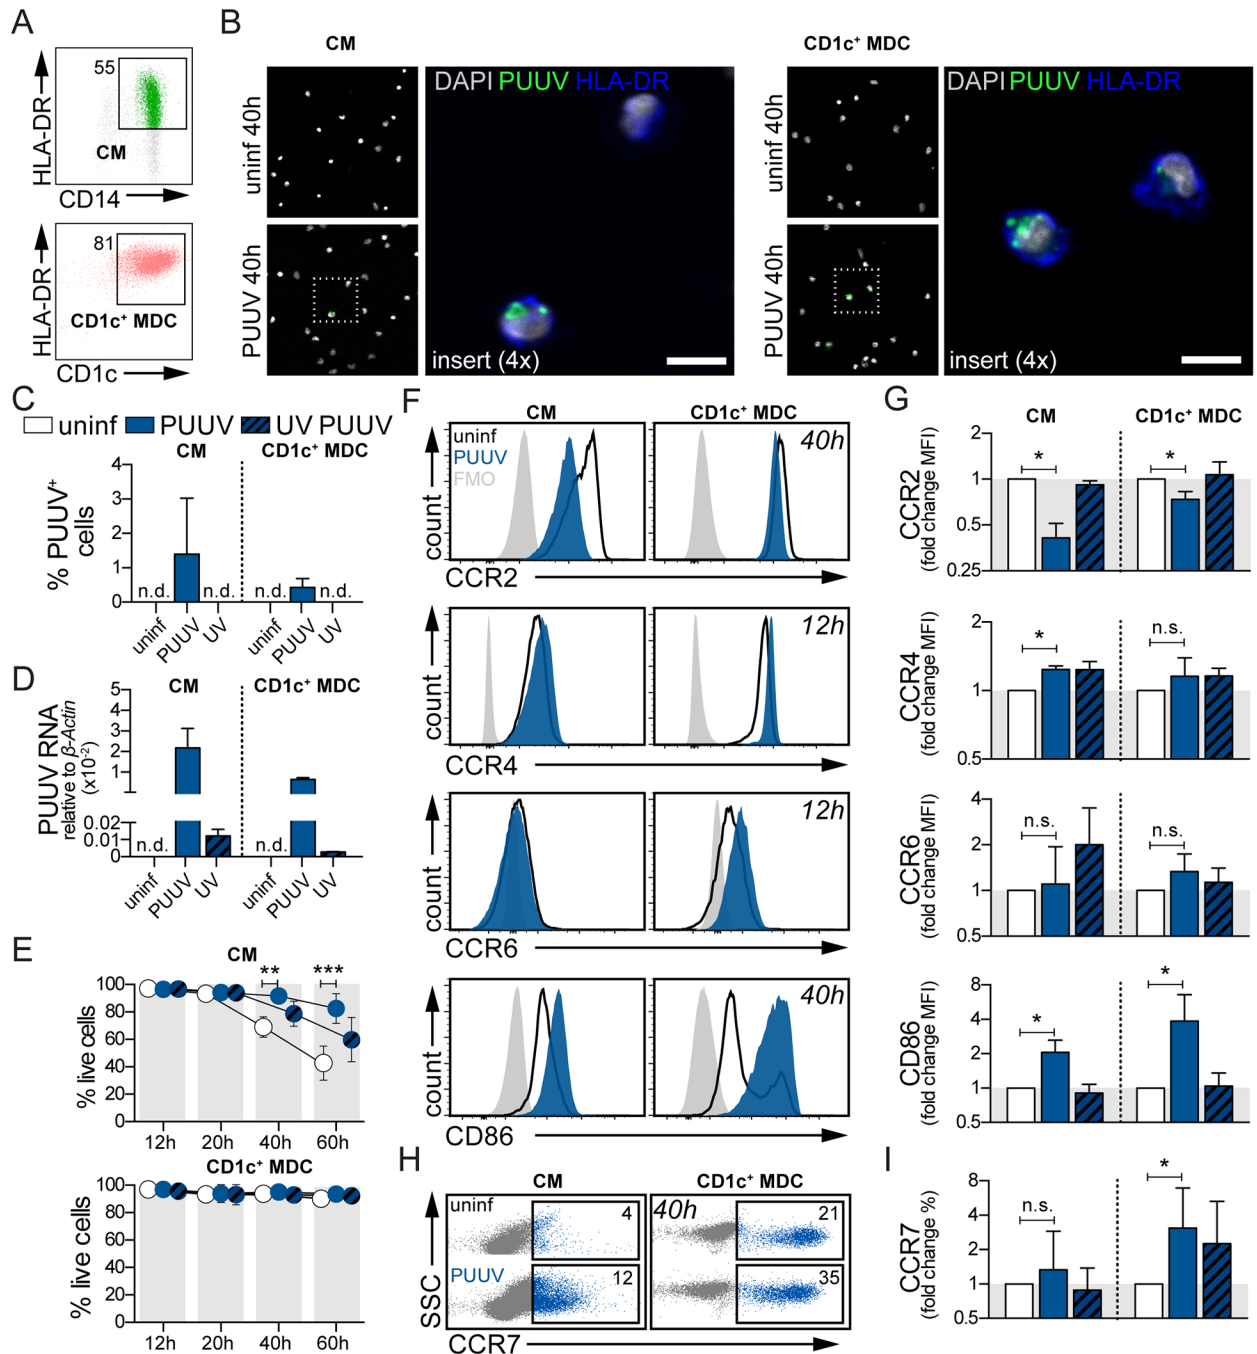 A
55
HLA-DR
CM
CD14
81
HLA-DR
CD1c⁺ MDC
CD1c
B
CM
CD1c⁺ MDC
uninf 40h
PUUV 40h
DAPI PUUV HLA-DR
insert (4x)
uninf 40h
PUUV 40h
DAPI PUUV HLA-DR
insert (4x)
C
uninf PUUV UV PUUV
CM CD1c⁺ MDC
% PUUV⁺
cells
4
3
2
1
0
n.d. n.d. n.d. n.d.
uninf PUUV UV uninf PUUV UV
D
CM CD1c⁺ MDC
PUUV RNA
relative to β-Actin
(x10⁻²)
5
4
3
2
1
0.02
0.01
0
n.d. n.d.
uninf PUUV UV uninf PUUV UV
E
CM
** ***
% live cells
100
80
60
40
20
0
12h 20h 40h 60h
CD1c⁺ MDC
% live cells
100
80
60
40
20
0
12h 20h 40h 60h
F
CM CD1c⁺ MDC
uninf
PUUV
FMO
40h
count
CCR2
12h
count
CCR4
12h
count
CCR6
40h
count
CD86
G
CM CD1c⁺ MDC
CCR2
(fold change MFI)
2
1
0.5
0.25
* *
CCR4
(fold change MFI)
2
1
0.5
* n.s.
CCR6
(fold change MFI)
4
2
1
0.5
n.s. n.s.
CD86
(fold change MFI)
8
4
2
1
0.5
* *
H
CM CD1c⁺ MDC
uninf 4 40h 21
PUUV 12 35
SSC
CCR7
I
CCR7
(fold change %)
8
4
2
1
0.5
n.s. *